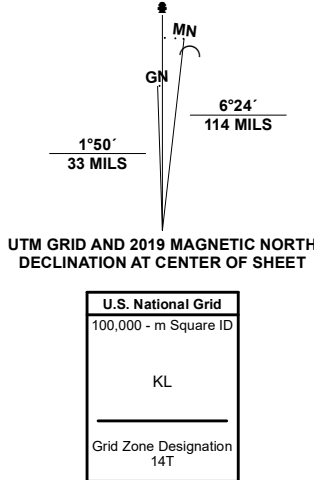 MN
GN
6°24´
114 MILS
1°50´
33 MILS
UTM GRID AND 2019 MAGNETIC NORTH
DECLINATION AT CENTER OF SHEET
U.S. National Grid
100,000 - m Square ID
KL
Grid Zone Designation
14T